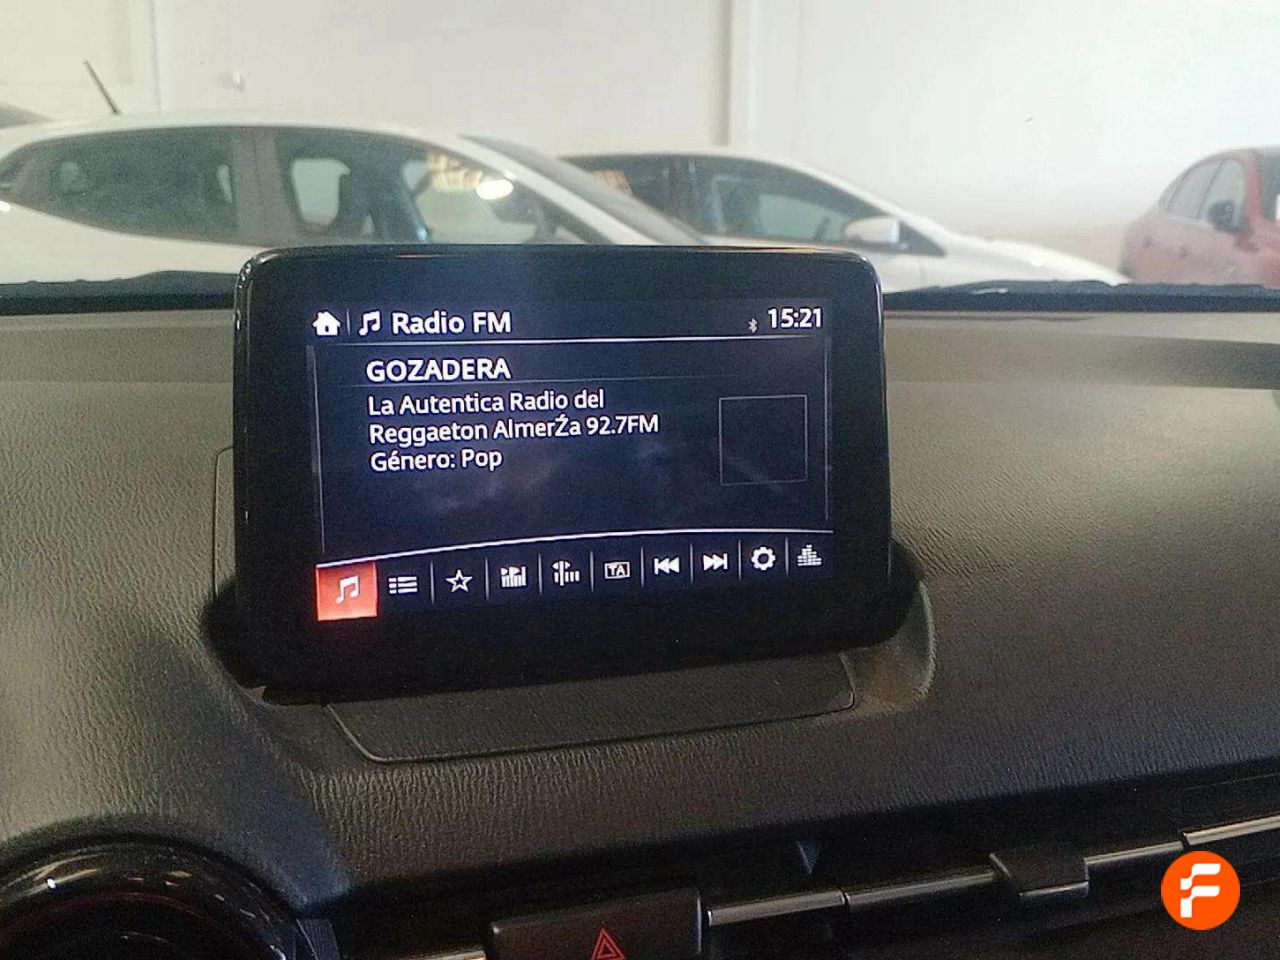 Radio FM
15:21
GOZADERA
La Autentica Radio del
Reggaeton AlmerŹa 92.7FM
Género: Pop
TA